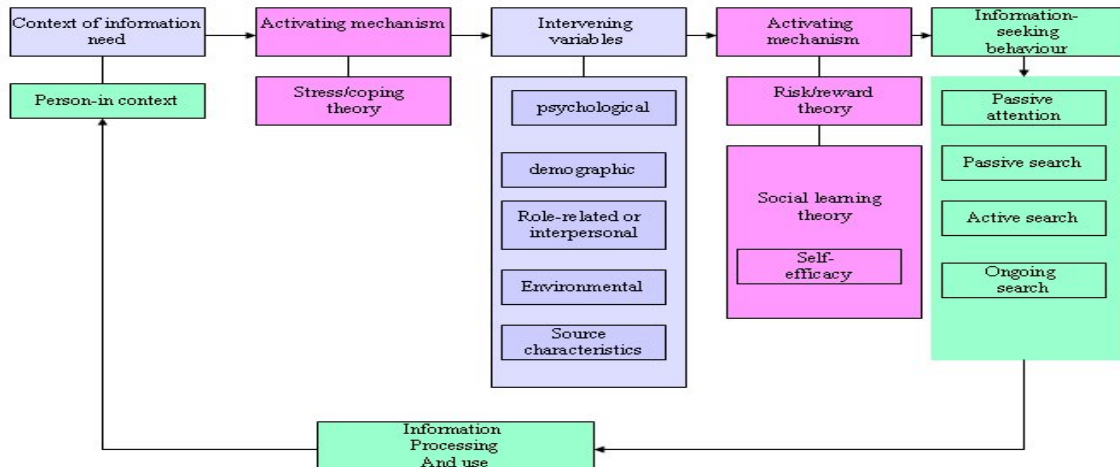 Context of information
need
Activating mechanism
Intervening
variables
Activating
mechanism
Information-
seeking
behaviour
Person-in context
Stress/coping
theory
psychological
demographic
Role-related or
interpersonal
Environmental
Source
characteristics
Risk/reward
theory
Social learning
theory
Self-
efficacy
Passive
attention
Passive search
Active search
Ongoing
search
Information
Processing
And use